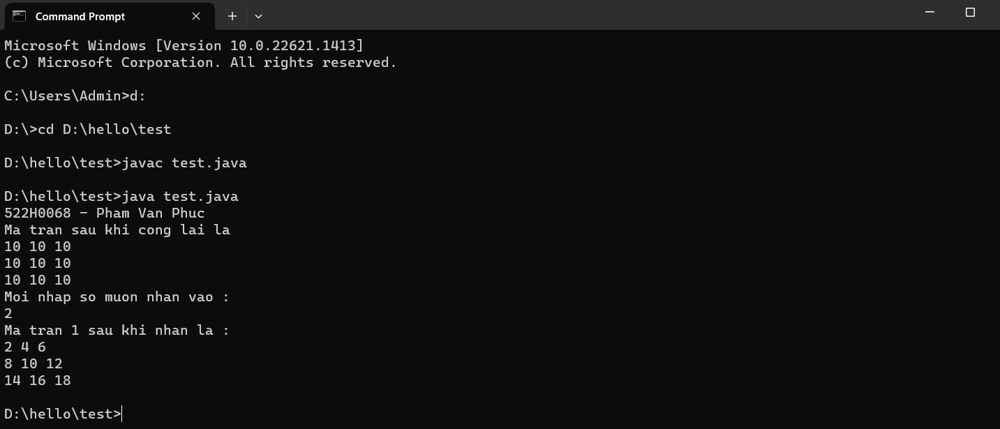 Command Prompt
Microsoft Windows [Version 10.0.22621.1413]
(c) Microsoft Corporation. All rights reserved.
C:\Users\Admin>d:
D:\>cd D:\hello\test
D:\hello\test>javac test.java
D:\hello\test>java test.java
522H0068 - Pham Van Phuc
Ma tran sau khi cong lai la
10 10 10
10 10 10
10 10 10
Moi nhap so muon nhan vao :
2
Ma tran 1 sau khi nhan la :
2 4 6
8 10 12
14 16 18
D:\hello\test>